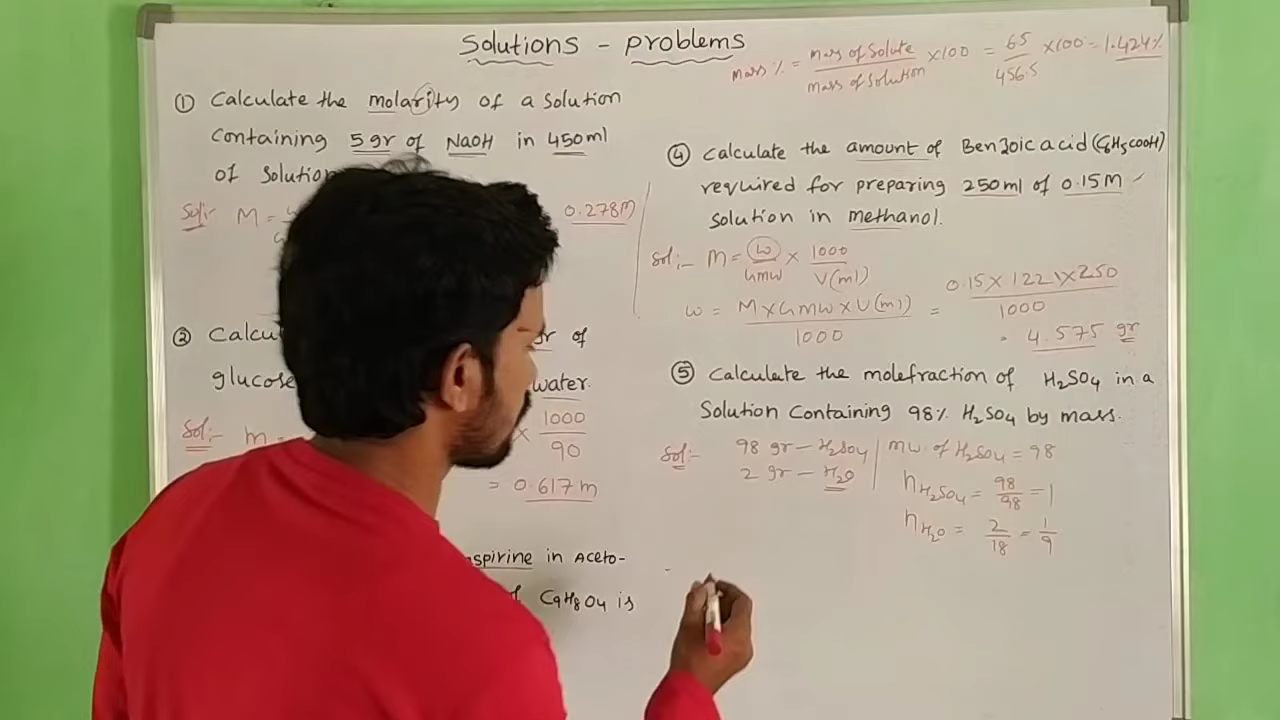 Solutions - problems
Mass % = mass of Solute / mass of Solution × 100 = 6.5 / 456.5 × 100 = 1.424%
① Calculate the molarity of a Solution
Containing 5gr of NaOH in 450ml
of Solution
Sol:- M =
0.278M
② Calcu
gr of
glucose
water.
Sol:- m =
× 1000 / 90
= 0.617 m
aspirine in Aceto-
C9H8O4 is
④ Calculate the amount of Benzoic acid (C6H5COOH)
required for preparing 250ml of 0.15M
solution in methanol.
Sol:- M = w / GMW × 1000 / V(ml)
w = M × GMW × V(ml) / 1000 = 0.15 × 122 × 250 / 1000
= 4.575 gr
⑤ Calculate the molefraction of H2SO4 in a
Solution Containing 98% H2SO4 by mass.
Sol:- 98 gr - H2SO4
2 gr - H2O
mw. of H2SO4 = 98
nH2SO4 = 98/98 = 1
nH2O = 2/18 = 1/9